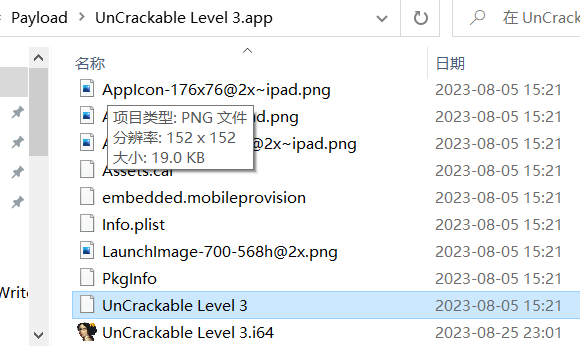 Payload › UnCrackable Level 3.app
在 UnCrack
名称
日期
AppIcon-176x76@2x~ipad.png
2023-08-05 15:21
项目类型: PNG 文件
~ipad.png
2023-08-05 15:21
分辨率: 152 x 152
@2x~ipad.png
2023-08-05 15:21
大小: 19.0 KB
Assets.car
2023-08-05 15:21
embedded.mobileprovision
2023-08-05 15:21
Info.plist
2023-08-05 15:21
LaunchImage-700-568h@2x.png
2023-08-05 15:21
PkgInfo
2023-08-05 15:21
Write
UnCrackable Level 3
2023-08-05 15:21
UnCrackable Level 3.i64
2023-08-25 23:01